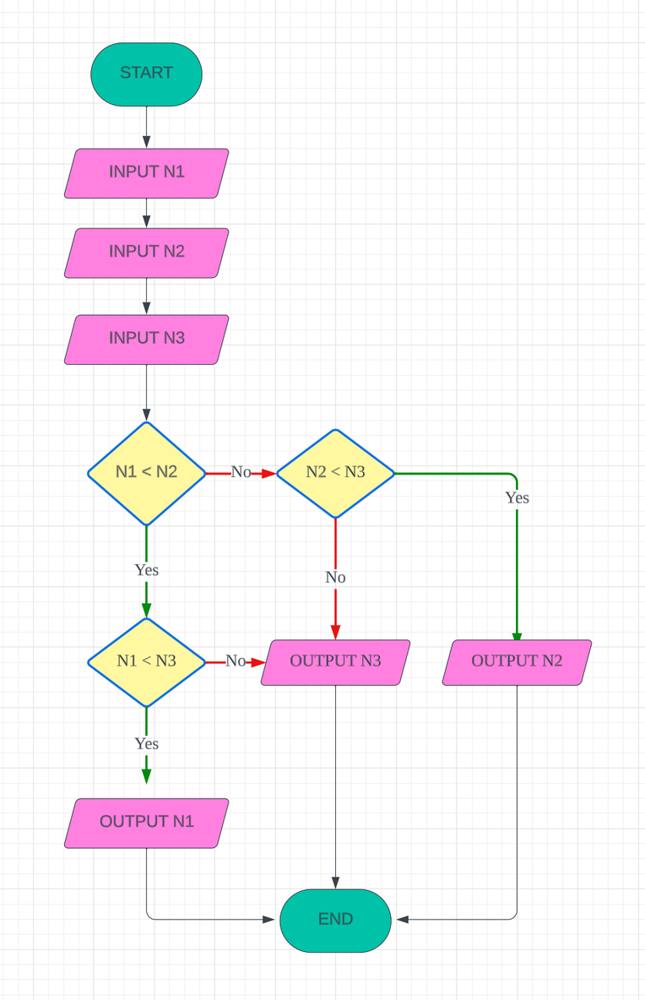 START
INPUT N1
INPUT N2
INPUT N3
N1 < N2
No
N2 < N3
Yes
Yes
No
N1 < N3
No
OUTPUT N3
OUTPUT N2
Yes
OUTPUT N1
END